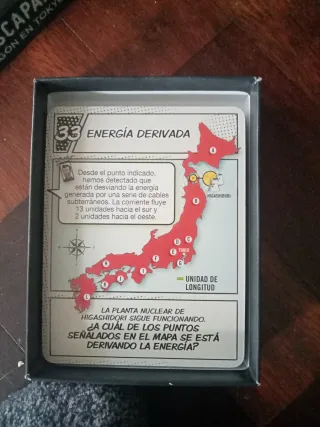 ESCAPA
GÓN EN TOKY
33 ENERGÍA DERIVADA
Desde el punto indicado,
hemos detectado que
están desviando la energía
generada por una serie de cables
subterráneos. La corriente fluye
13 unidades hacia el sur y
2 unidades hacia el oeste.
HIGASHIDORI
TOKIO
UNIDAD DE
LONGITUD
LA PLANTA NUCLEAR DE
HIGASHIDORI SIGUE FUNCIONANDO.
¿A CUÁL DE LOS PUNTOS
SEÑALADOS EN EL MAPA SE ESTÁ
DERIVANDO LA ENERGÍA?